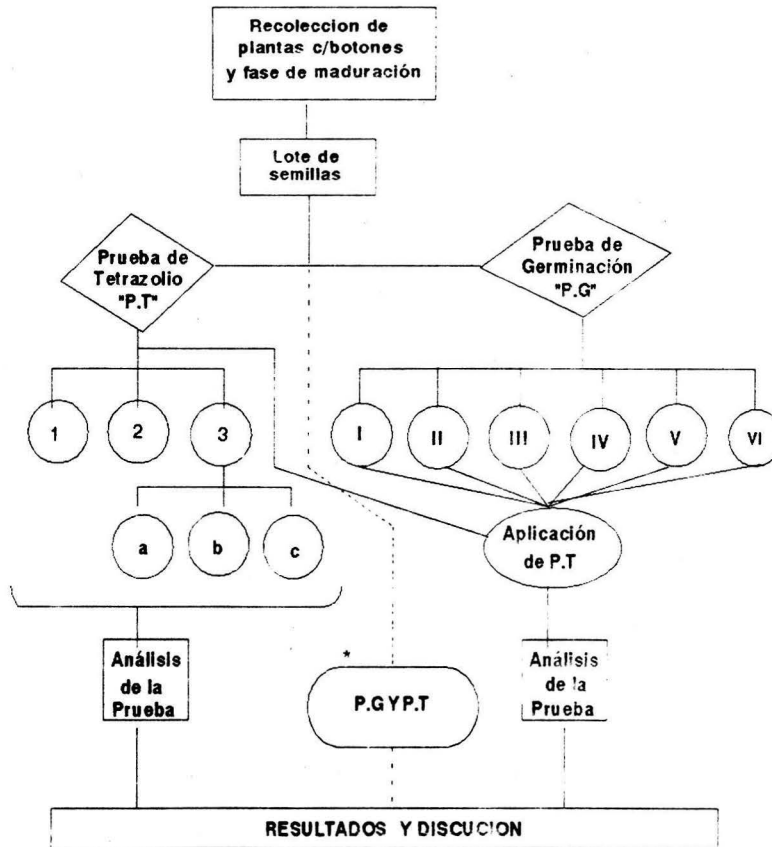 Recoleccion de
plantas c/botones
y fase de maduración
Lote de
semillas
Prueba de
Tetrazolio
"P.T"
Prueba de
Germinación
"P.G"
1
2
3
I
II
III
IV
V
VI
a
b
c
Aplicación
de P.T
Análisis
de la
Prueba
*
P.G Y P.T
Análisis
de la
Prueba
RESULTADOS Y DISCUCION